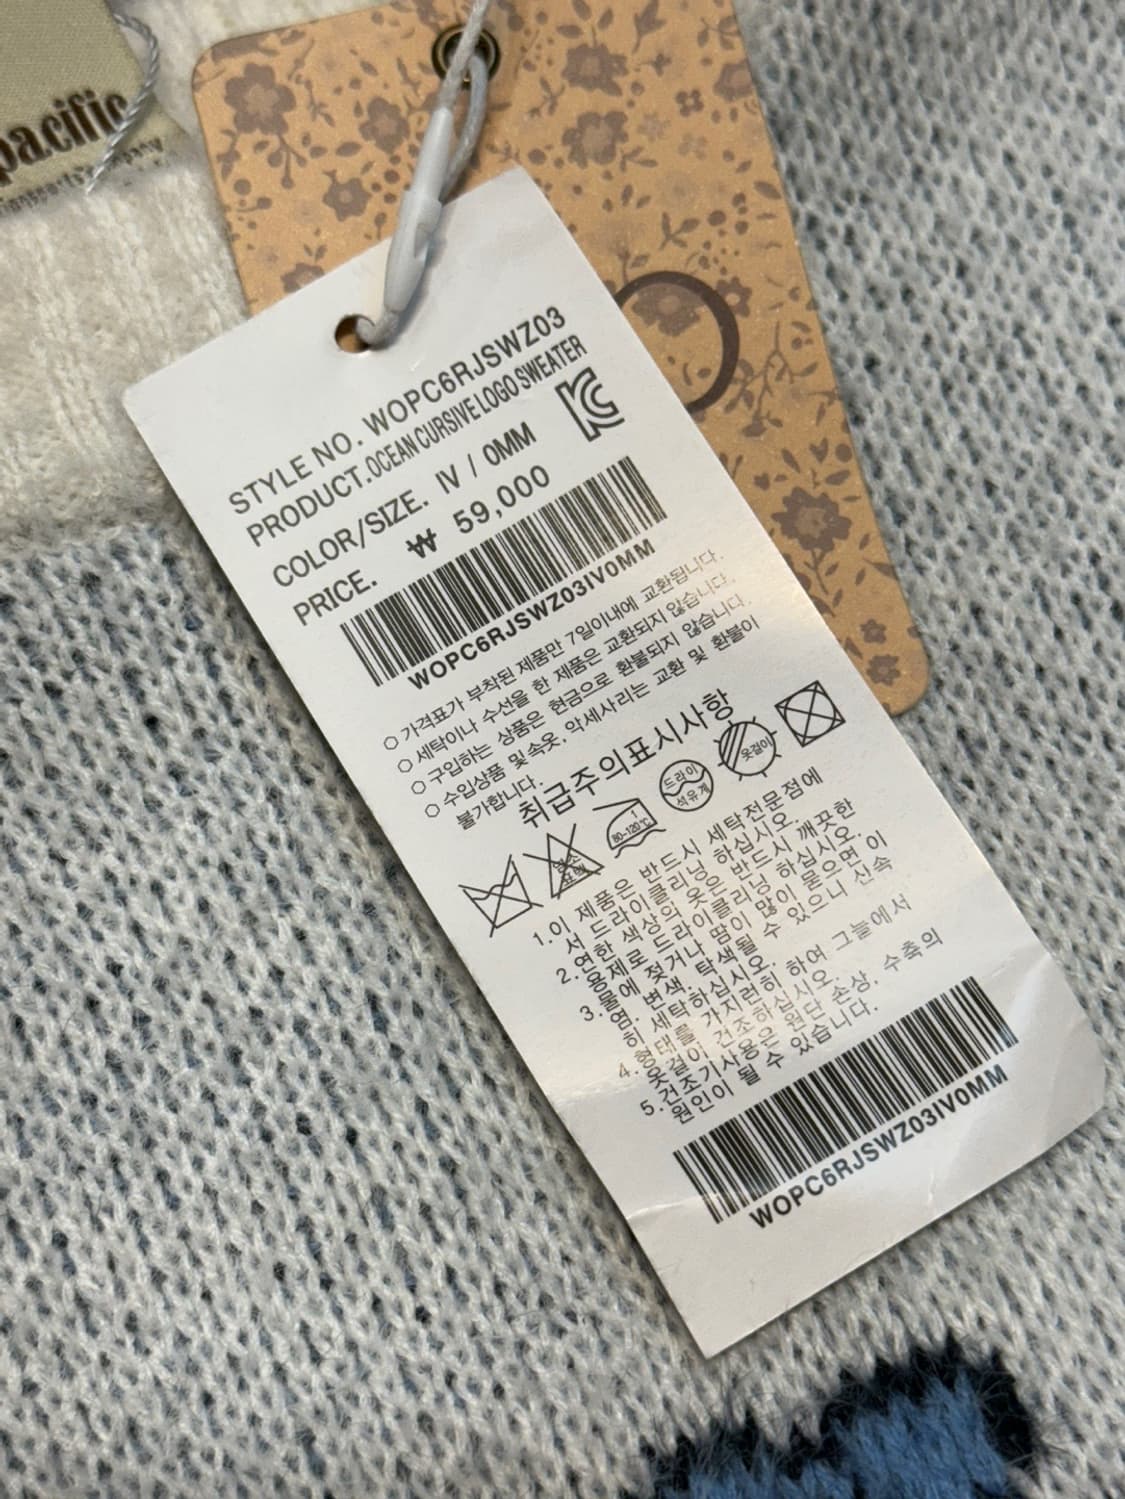 pacific
STYLE NO. WOPC6RJSWZ03
PRODUCT. OCEAN CURSIVE LOGO SWEATER
COLOR/SIZE. IV / 0MM
PRICE. ₩ 59,000
WOPC6RJSWZ03IV0MM
○ 가격표가 부착된 제품만 7일이내에 교환됩니다.
○ 세탁이나 수선을 한 제품은 교환되지 않습니다.
○ 구입하는 상품은 현금으로 환불되지 않습니다.
○ 수입상품 및 속옷, 악세사리는 교환 및 환불이
불가합니다.
취급주의표시사항
염소
표백
1
80~120℃
드라이
석유계
옷걸이
1.이 제품은 반드시 세탁전문점에
서 드라이클리닝 하십시오.
2.연한 색상의 옷은 반드시 깨끗한
용제로 드라이클리닝 하십시오.
3.물에 젖거나 땀이 많이 묻으면 이
염, 변색, 탁색될 수 있으니 신속
히 세탁하십시오.
4.형태를 가지런히 하여 그늘에서
옷걸이 건조하십시오.
5.건조기사용은 원단 손상, 수축의
원인이 될 수 있습니다.
WOPC6RJSWZ03IV0MM